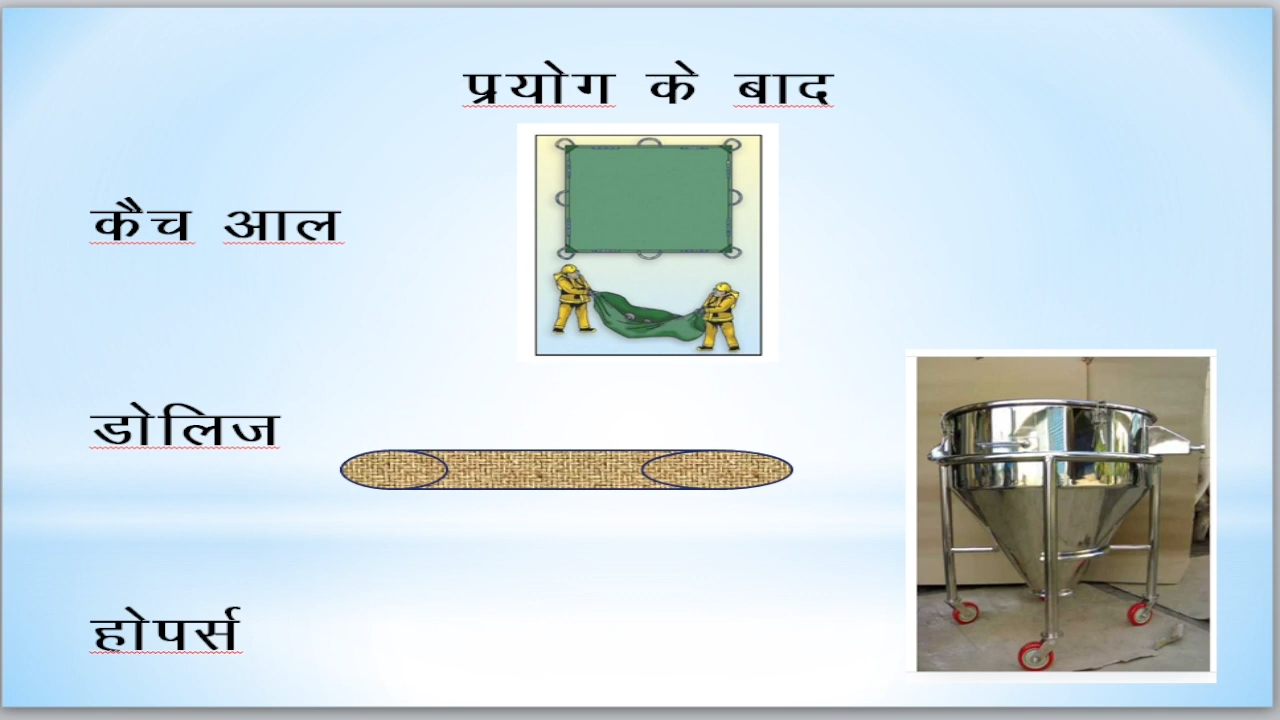 प्रयोग के बाद
कैच आल
डोलिज
होपर्स